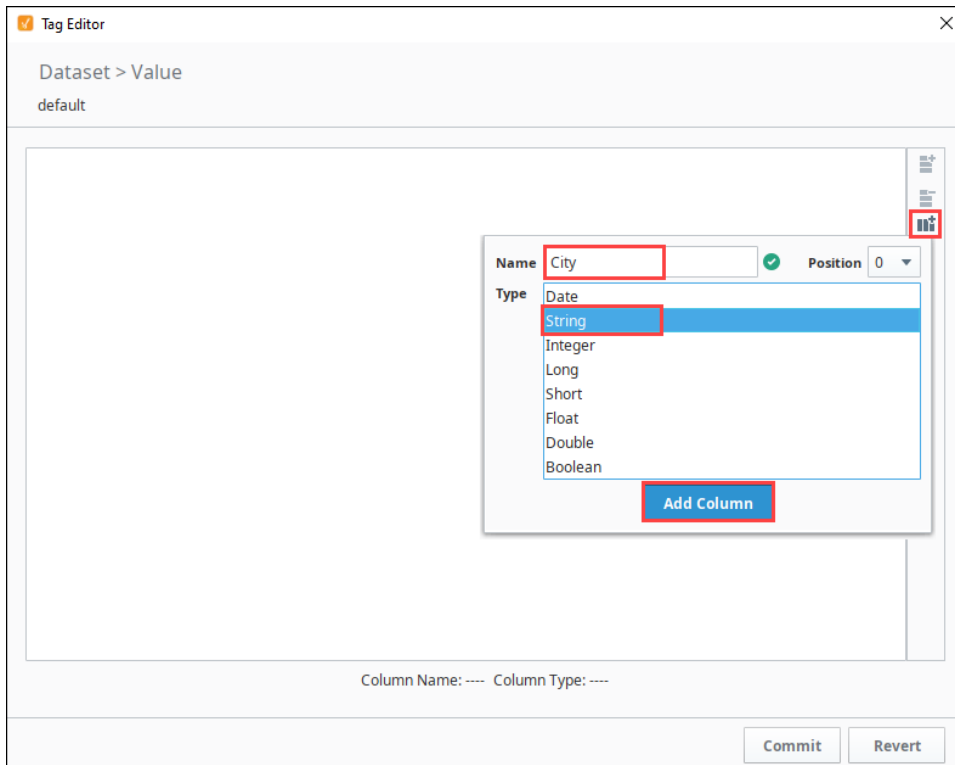 Tag Editor
Dataset > Value
default
Name City Position 0
Type Date
String
Integer
Long
Short
Float
Double
Boolean
Add Column
Column Name: ---- Column Type: ----
Commit Revert